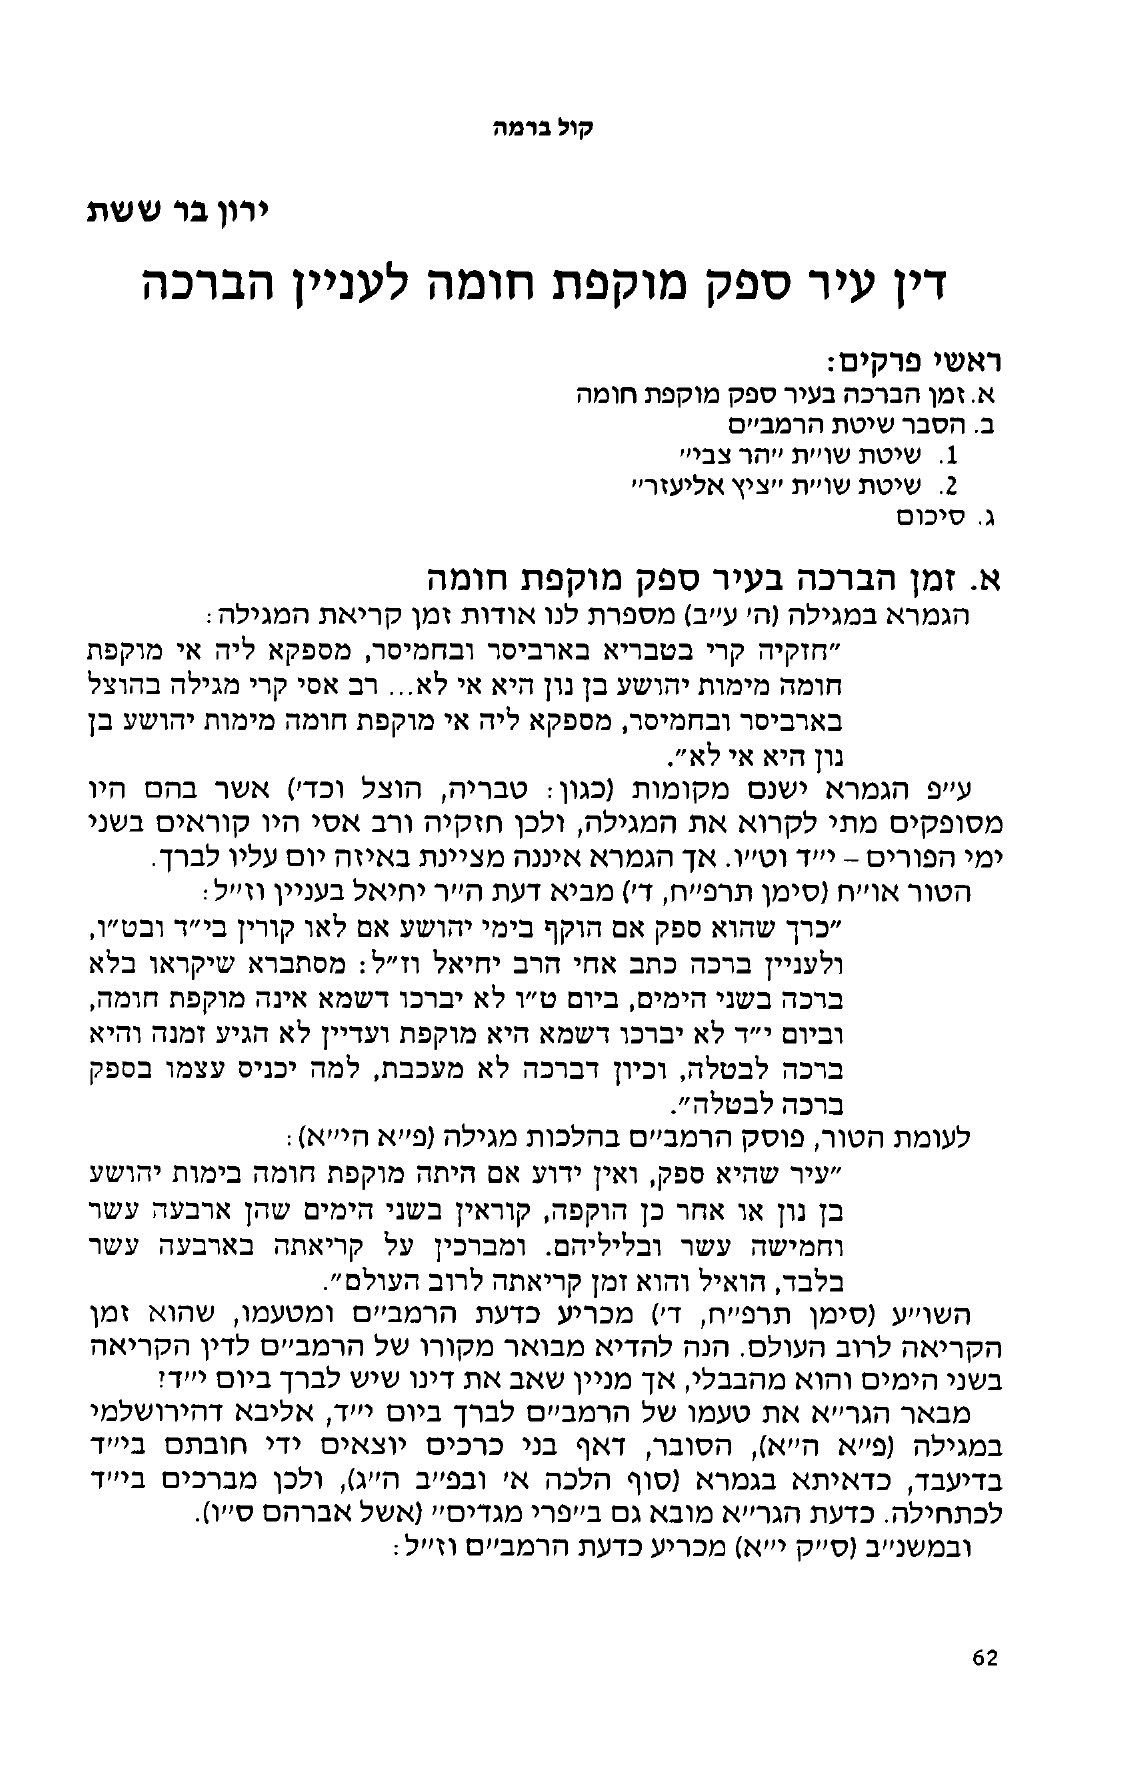 קול ברמה
ירון בר ששת
דין עיר ספק מוקפת חומה לעניין הברכה
ראשי פרקים:
א. זמן הברכה בעיר ספק מוקפת חומה
ב. הסבר שיטת הרמב״ם
1. שיטת שו״ת ״הר צבי״
2. שיטת שו״ת ״ציץ אליעזר״
ג. סיכום
א. זמן הברכה בעיר ספק מוקפת חומה
הגמרא במגילה (ה׳ ע״ב) מספרת לנו אודות זמן קריאת המגילה:
״חזקיה קרי בטבריא בארביסר ובחמיסר, מספקא ליה אי מוקפת
חומה מימות יהושע בן נון היא אי לא... רב אסי קרי מגילה בהוצל
בארביסר ובחמיסר, מספקא ליה אי מוקפת חומה מימות יהושע בן
נון היא אי לא״.
ע״פ הגמרא ישנם מקומות (כגון: טבריה, הוצל וכד׳) אשר בהם היו
מסופקים מתי לקרוא את המגילה, ולכן חזקיה ורב אסי היו קוראים בשני
ימי הפורים – י״ד וט״ו. אך הגמרא איננה מציינת באיזה יום עליו לברך.
הטור או״ח (סימן תרפ״ח, ד׳) מביא דעת ה״ר יחיאל בעניין וז״ל:
״כרך שהוא ספק אם הוקף בימי יהושע אם לאו קורין בי״ד ובט״ו,
ולעניין ברכה כתב אחי הרב יחיאל וז״ל: מסתברא שיקראו בלא
ברכה בשני הימים, ביום ט״ו לא יברכו דשמא אינה מוקפת חומה,
וביום י״ד לא יברכו דשמא היא מוקפת ועדיין לא הגיע זמנה והיא
ברכה לבטלה, וכיון דברכה לא מעכבת, למה יכניס עצמו בספק
ברכה לבטלה״.
לעומת הטור, פוסק הרמב״ם בהלכות מגילה (פ״א הי״א):
״עיר שהיא ספק, ואין ידוע אם היתה מוקפת חומה בימות יהושע
בן נון או אחר כן הוקפה, קוראין בשני הימים שהן ארבעה עשר
וחמישה עשר ובליליהם. ומברכין על קריאתה בארבעה עשר
בלבד, הואיל והוא זמן קריאתה לרוב העולם״.
השו״ע (סימן תרפ״ח, ד׳) מכריע כדעת הרמב״ם ומטעמו, שהוא זמן
הקריאה לרוב העולם. הנה להדיא מבואר מקורו של הרמב״ם לדין הקריאה
בשני הימים והוא מהבבלי, אך מניין שאב את דינו שיש לברך ביום י״ד?
מבאר הגר״א את טעמו של הרמב״ם לברך ביום י״ד, אליבא דהירושלמי
במגילה (פ״א ה״א), הסובר, דאף בני כרכים יוצאים ידי חובתם בי״ד
בדיעבד, כדאיתא בגמרא (סוף הלכה א׳ ובפ״ב ה״ג), ולכן מברכים בי״ד
לכתחילה. כדעת הגר״א מובא גם ב״פרי מגדים״ (אשל אברהם ס״ו).
ובמשנ״ב (ס״ק י״א) מכריע כדעת הרמב״ם וז״ל:
62